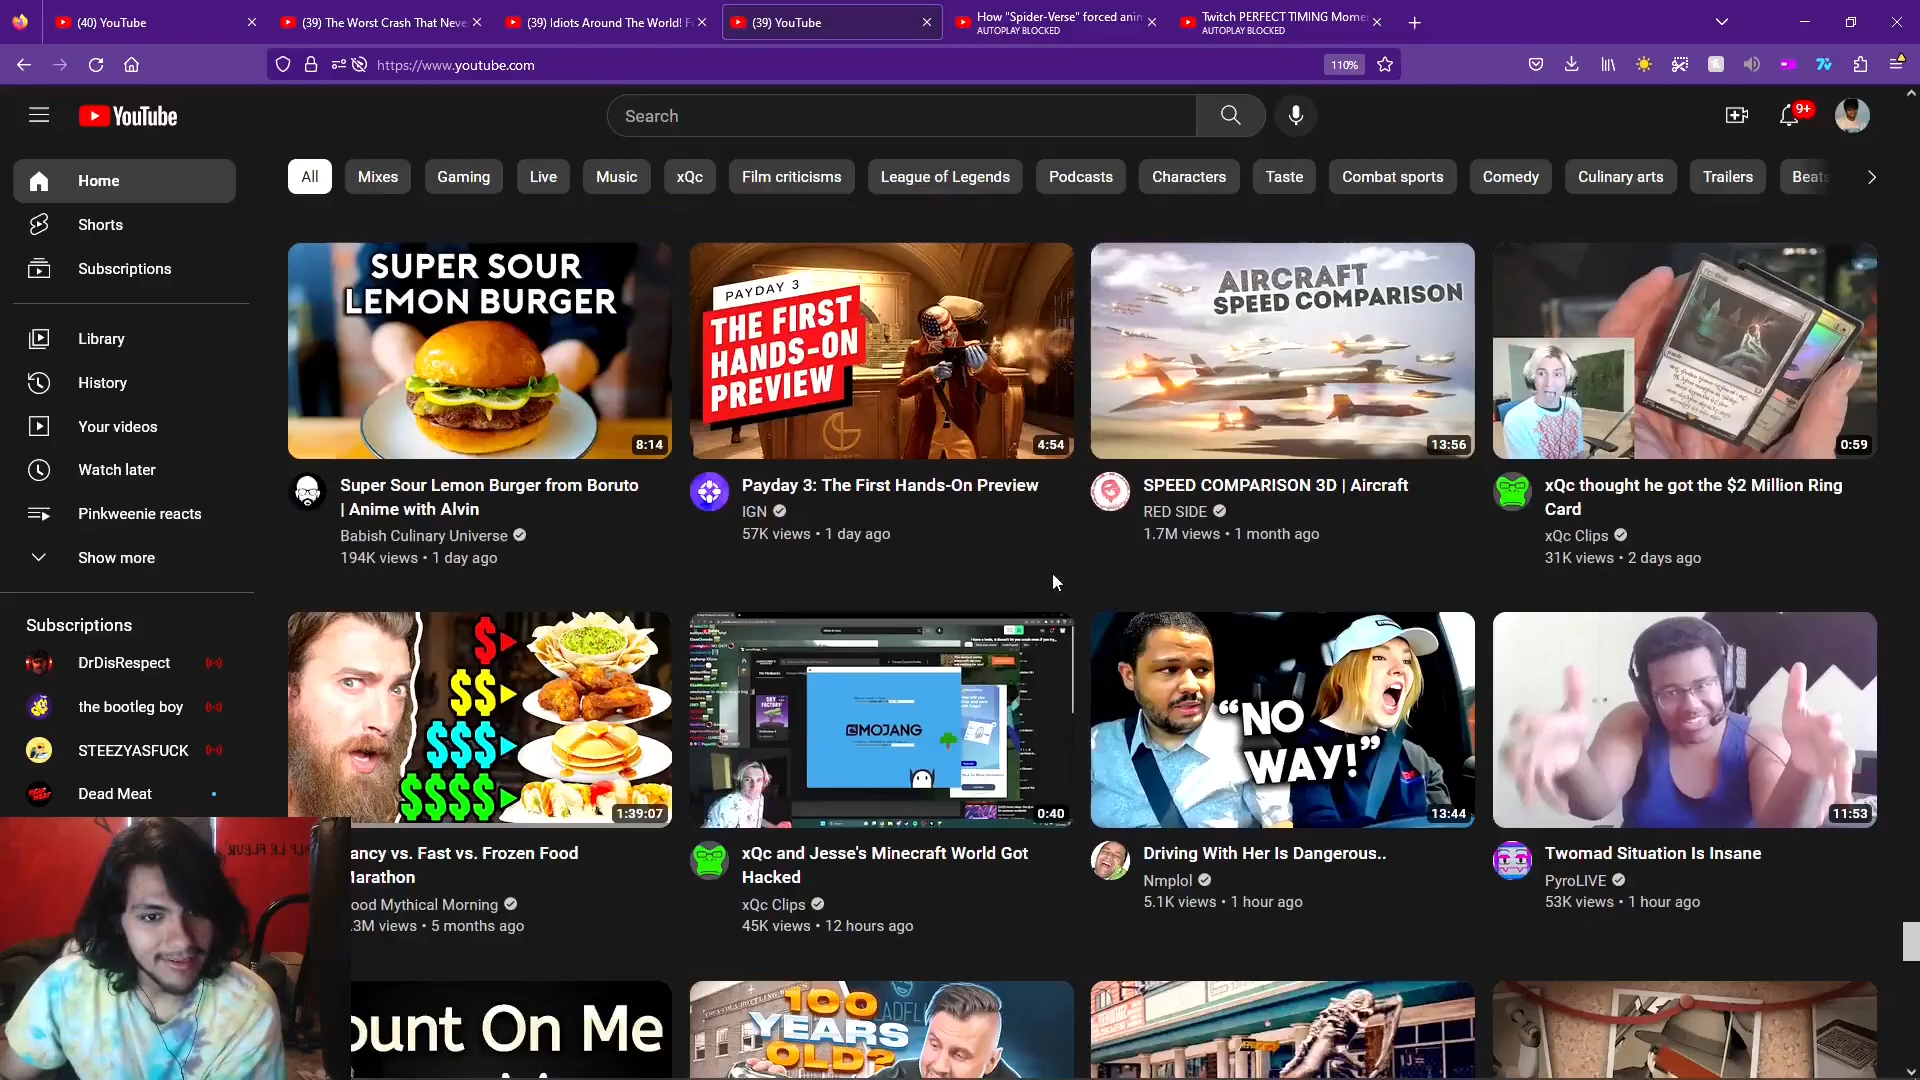 (40) YouTube
(39) The Worst Crash That Neve
(39) Idiots Around The World! F
(39) YouTube
How "Spider-Verse" forced anim
AUTOPLAY BLOCKED
Twitch PERFECT TIMING Mome
AUTOPLAY BLOCKED
https://www.youtube.com
110%
YouTube
Search
9+
Home
Shorts
Subscriptions
Library
History
Your videos
Watch later
Pinkweenie reacts
Show more
Subscriptions
DrDisRespect
the bootleg boy
STEEZYASFUCK
Dead Meat
All
Mixes
Gaming
Live
Music
xQc
Film criticisms
League of Legends
Podcasts
Characters
Taste
Combat sports
Comedy
Culinary arts
Trailers
Beats
SUPER SOUR
LEMON BURGER
8:14
Super Sour Lemon Burger from Boruto
| Anime with Alvin
Babish Culinary Universe
194K views • 1 day ago
PAYDAY 3
THE FIRST
HANDS-ON
PREVIEW
4:54
Payday 3: The First Hands-On Preview
IGN
57K views • 1 day ago
AIRCRAFT
SPEED COMPARISON
13:56
SPEED COMPARISON 3D | Aircraft
RED SIDE
1.7M views • 1 month ago
0:59
xQc thought he got the $2 Million Ring
Card
xQc Clips
31K views • 2 days ago
$
$$
$$$
$$$$
1:39:07
ancy vs. Fast vs. Frozen Food
Marathon
ood Mythical Morning
.3M views • 5 months ago
MOJANG
0:40
xQc and Jesse's Minecraft World Got
Hacked
xQc Clips
45K views • 12 hours ago
"NO
WAY!"
13:44
Driving With Her Is Dangerous..
Nmplol
5.1K views • 1 hour ago
11:53
Twomad Situation Is Insane
PyroLIVE
53K views • 1 hour ago
ount On Me
100
YEARS
OLD?